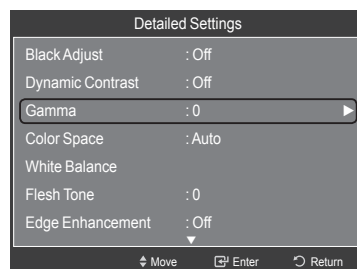 Detailed Settings
Black Adjust : Off
Dynamic Contrast : Off
Gamma : 0 ►
Color Space : Auto
White Balance
Flesh Tone : 0
Edge Enhancement : Off
▼
Move Enter Return